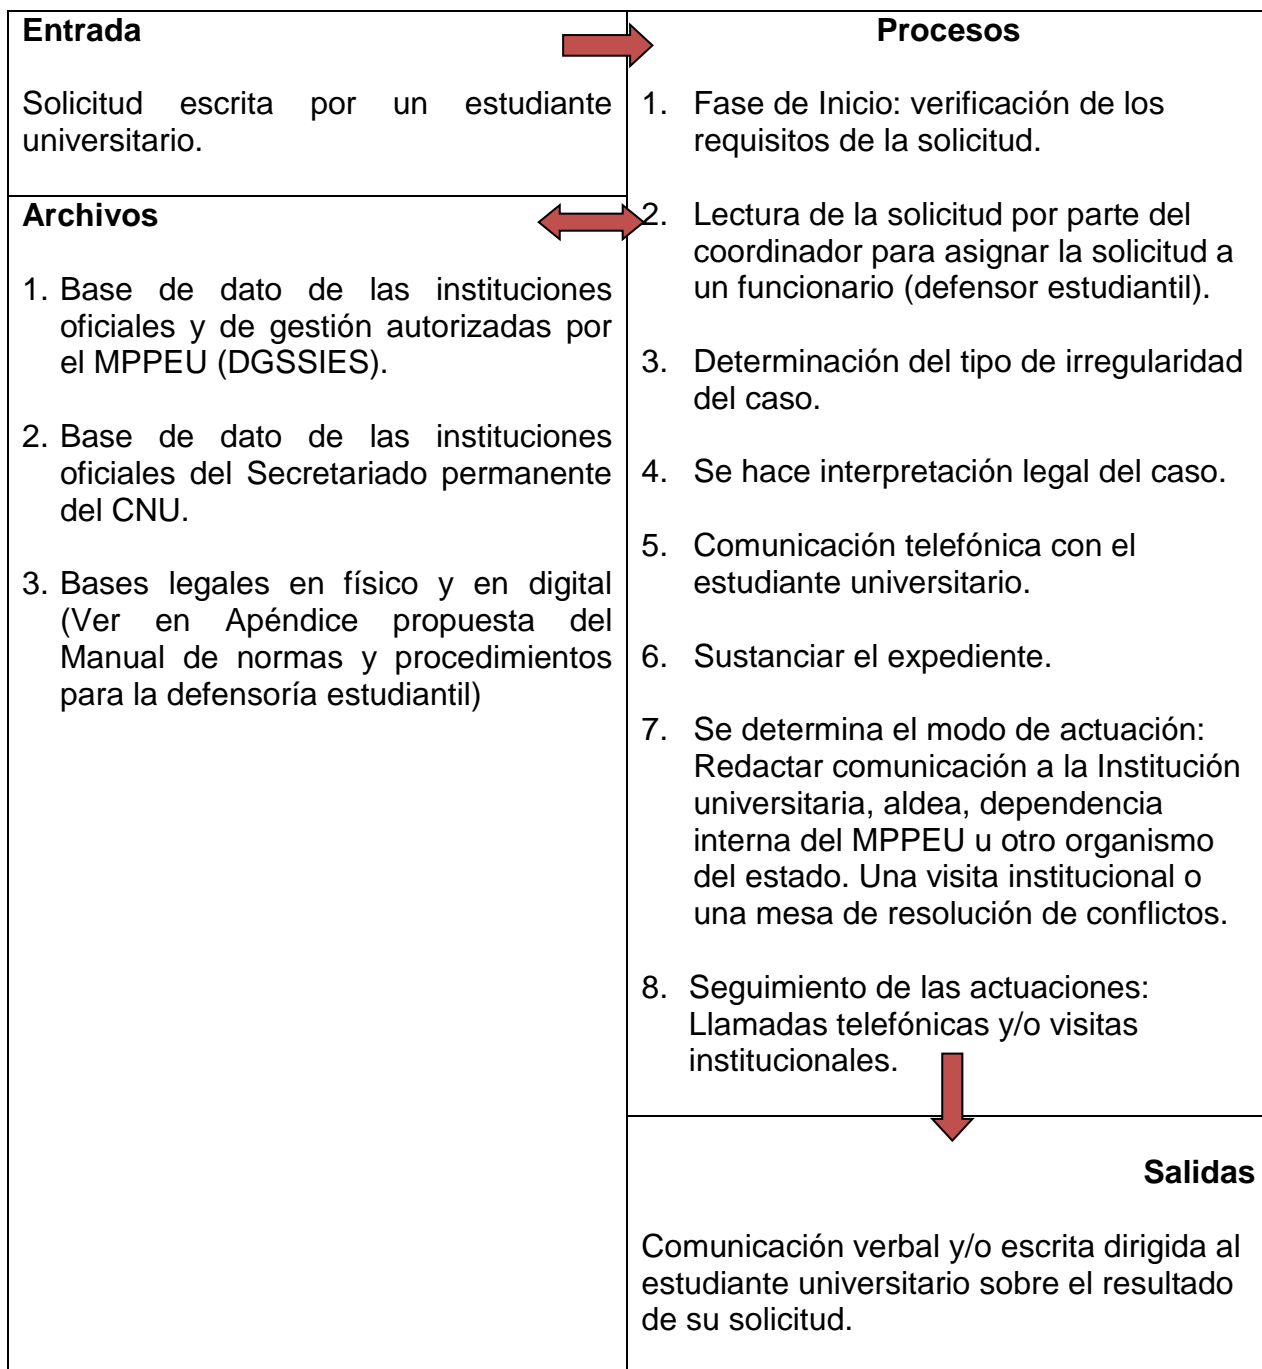 Entrada
Solicitud escrita por un estudiante
universitario.
Archivos
1. Base de dato de las instituciones
oficiales y de gestión autorizadas por
el MPPEU (DGSSIES).
2. Base de dato de las instituciones
oficiales del Secretariado permanente
del CNU.
3. Bases legales en físico y en digital
(Ver en Apéndice propuesta del
Manual de normas y procedimientos
para la defensoría estudiantil)
Procesos
1. Fase de Inicio: verificación de los
requisitos de la solicitud.
2. Lectura de la solicitud por parte del
coordinador para asignar la solicitud a
un funcionario (defensor estudiantil).
3. Determinación del tipo de irregularidad
del caso.
4. Se hace interpretación legal del caso.
5. Comunicación telefónica con el
estudiante universitario.
6. Sustanciar el expediente.
7. Se determina el modo de actuación:
Redactar comunicación a la Institución
universitaria, aldea, dependencia
interna del MPPEU u otro organismo
del estado. Una visita institucional o
una mesa de resolución de conflictos.
8. Seguimiento de las actuaciones:
Llamadas telefónicas y/o visitas
institucionales.
Salidas
Comunicación verbal y/o escrita dirigida al
estudiante universitario sobre el resultado
de su solicitud.